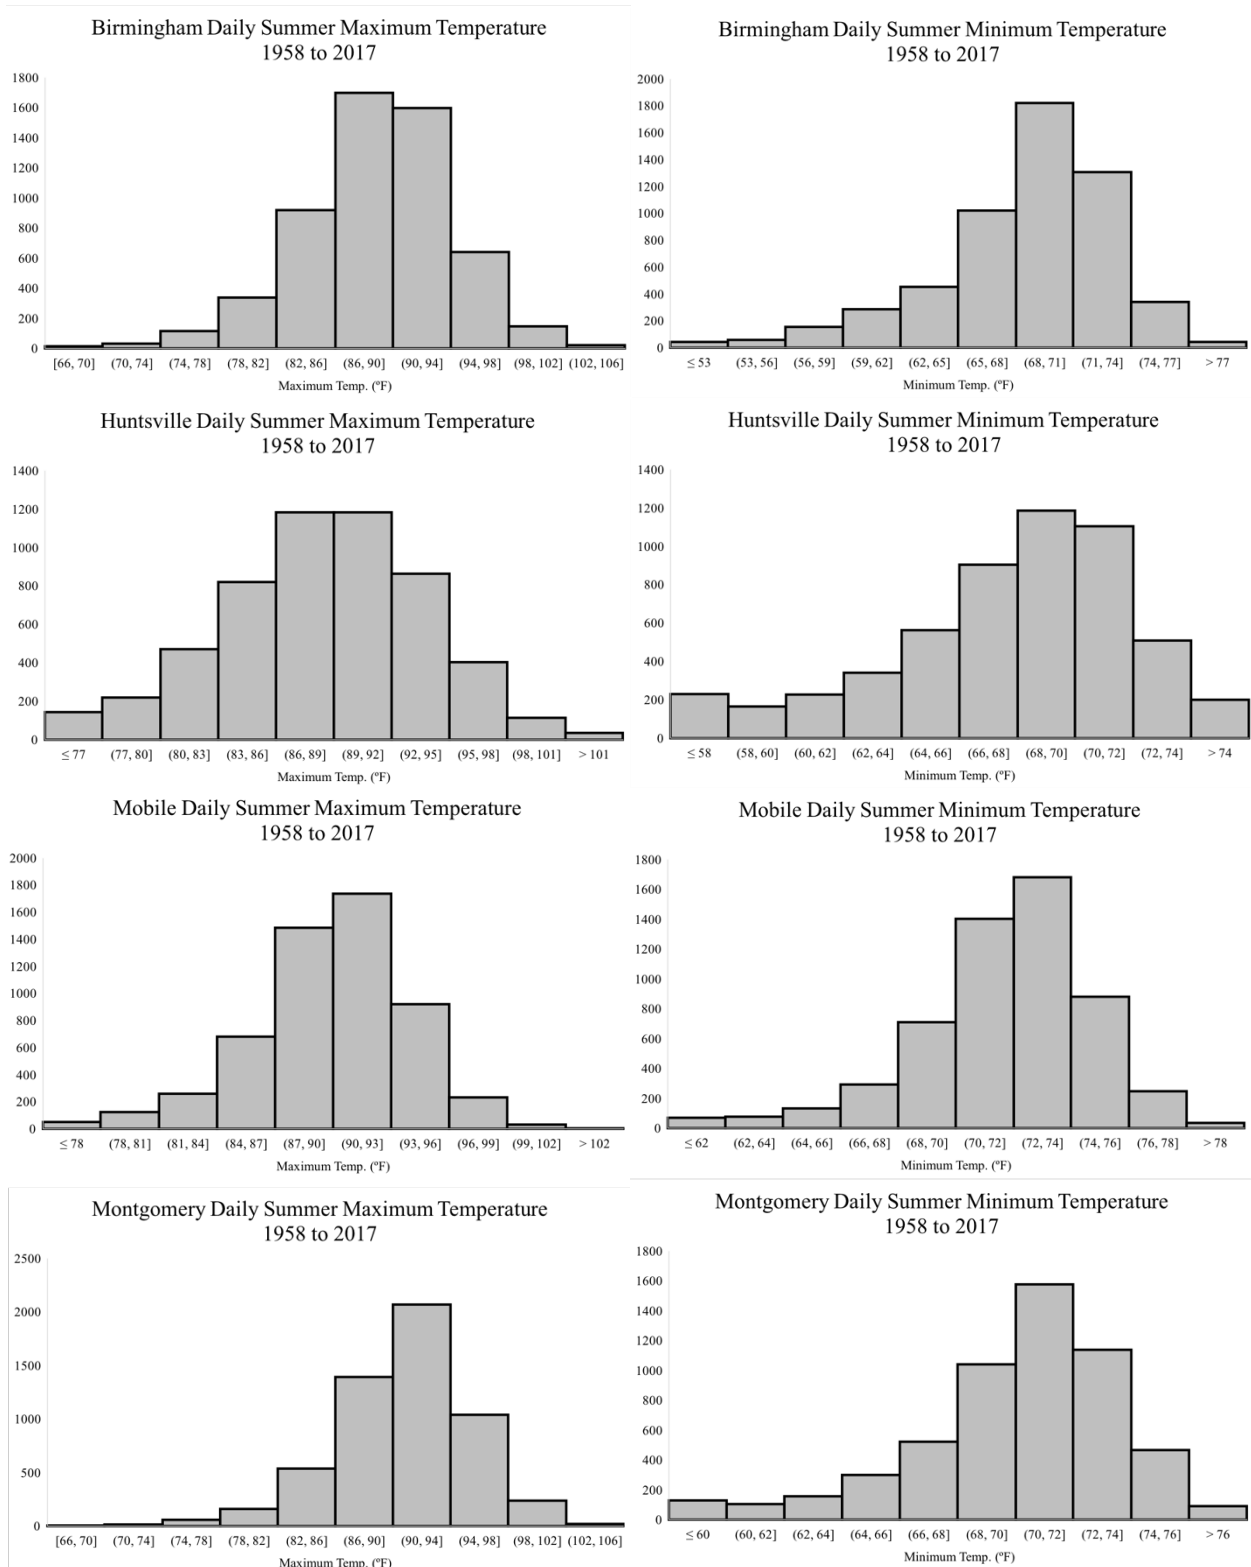 Birmingham Daily Summer Maximum Temperature
1958 to 2017
1800
1600
1400
1200
1000
800
600
400
200
0
[66, 70] (70, 74] (74, 78] (78, 82] (82, 86] (86, 90] (90, 94] (94, 98] (98, 102] (102, 106]
Maximum Temp. (ºF)
Birmingham Daily Summer Minimum Temperature
1958 to 2017
2000
1800
1600
1400
1200
1000
800
600
400
200
0
≤ 53 (53, 56] (56, 59] (59, 62] (62, 65] (65, 68] (68, 71] (71, 74] (74, 77] > 77
Minimum Temp. (ºF)
Huntsville Daily Summer Maximum Temperature
1958 to 2017
1400
1200
1000
800
600
400
200
0
≤ 77 (77, 80] (80, 83] (83, 86] (86, 89] (89, 92] (92, 95] (95, 98] (98, 101] > 101
Maximum Temp. (ºF)
Huntsville Daily Summer Minimum Temperature
1958 to 2017
1400
1200
1000
800
600
400
200
0
≤ 58 (58, 60] (60, 62] (62, 64] (64, 66] (66, 68] (68, 70] (70, 72] (72, 74] > 74
Minimum Temp. (ºF)
Mobile Daily Summer Maximum Temperature
1958 to 2017
2000
1800
1600
1400
1200
1000
800
600
400
200
0
≤ 78 (78, 81] (81, 84] (84, 87] (87, 90] (90, 93] (93, 96] (96, 99] (99, 102] > 102
Maximum Temp. (ºF)
Mobile Daily Summer Minimum Temperature
1958 to 2017
1800
1600
1400
1200
1000
800
600
400
200
0
≤ 62 (62, 64] (64, 66] (66, 68] (68, 70] (70, 72] (72, 74] (74, 76] (76, 78] > 78
Minimum Temp. (ºF)
Montgomery Daily Summer Maximum Temperature
1958 to 2017
2500
2000
1500
1000
500
0
[66, 70] (70, 74] (74, 78] (78, 82] (82, 86] (86, 90] (90, 94] (94, 98] (98, 102] (102, 106]
Maximum Temp. (ºF)
Montgomery Daily Summer Minimum Temperature
1958 to 2017
1800
1600
1400
1200
1000
800
600
400
200
0
≤ 60 (60, 62] (62, 64] (64, 66] (66, 68] (68, 70] (70, 72] (72, 74] (74, 76] > 76
Minimum Temp. (ºF)